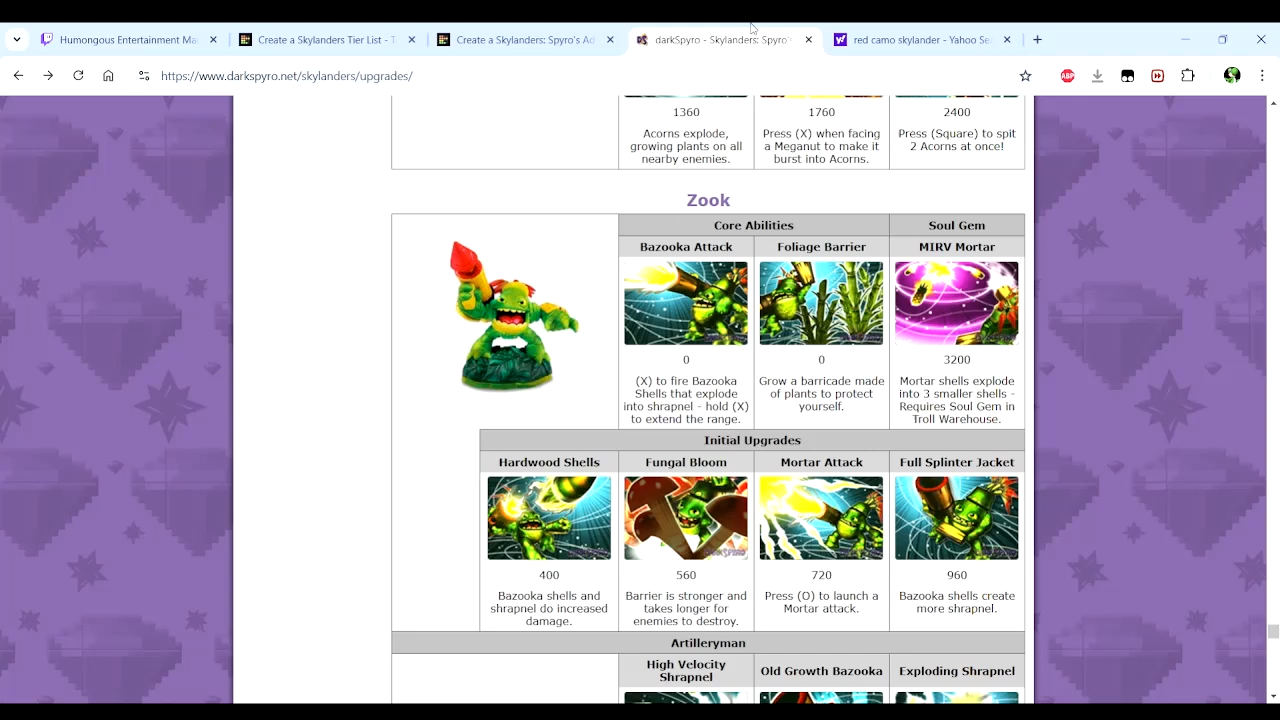 Humongous Entertainment Ma
Create a Skylanders Tier List - T
Create a Skylanders: Spyro's Ad
darkSpyro - Skylanders: Spyro's
red camo skylander - Yahoo Se
https://www.darkspyro.net/skylanders/upgrades/
ABP
1360
1760
2400
Acorns explode,
growing plants on all
nearby enemies.
Press (X) when facing
a Meganut to make it
burst into Acorns.
Press (Square) to spit
2 Acorns at once!
Zook
Core Abilities
Soul Gem
Bazooka Attack
Foliage Barrier
MIRV Mortar
0
0
3200
(X) to fire Bazooka
Shells that explode
into shrapnel - hold (X)
to extend the range.
Grow a barricade made
of plants to protect
yourself.
Mortar shells explode
into 3 smaller shells -
Requires Soul Gem in
Troll Warehouse.
Initial Upgrades
Hardwood Shells
Fungal Bloom
Mortar Attack
Full Splinter Jacket
400
560
720
960
Bazooka shells and
shrapnel do increased
damage.
Barrier is stronger and
takes longer for
enemies to destroy.
Press (O) to launch a
Mortar attack.
Bazooka shells create
more shrapnel.
Artilleryman
High Velocity
Shrapnel
Old Growth Bazooka
Exploding Shrapnel